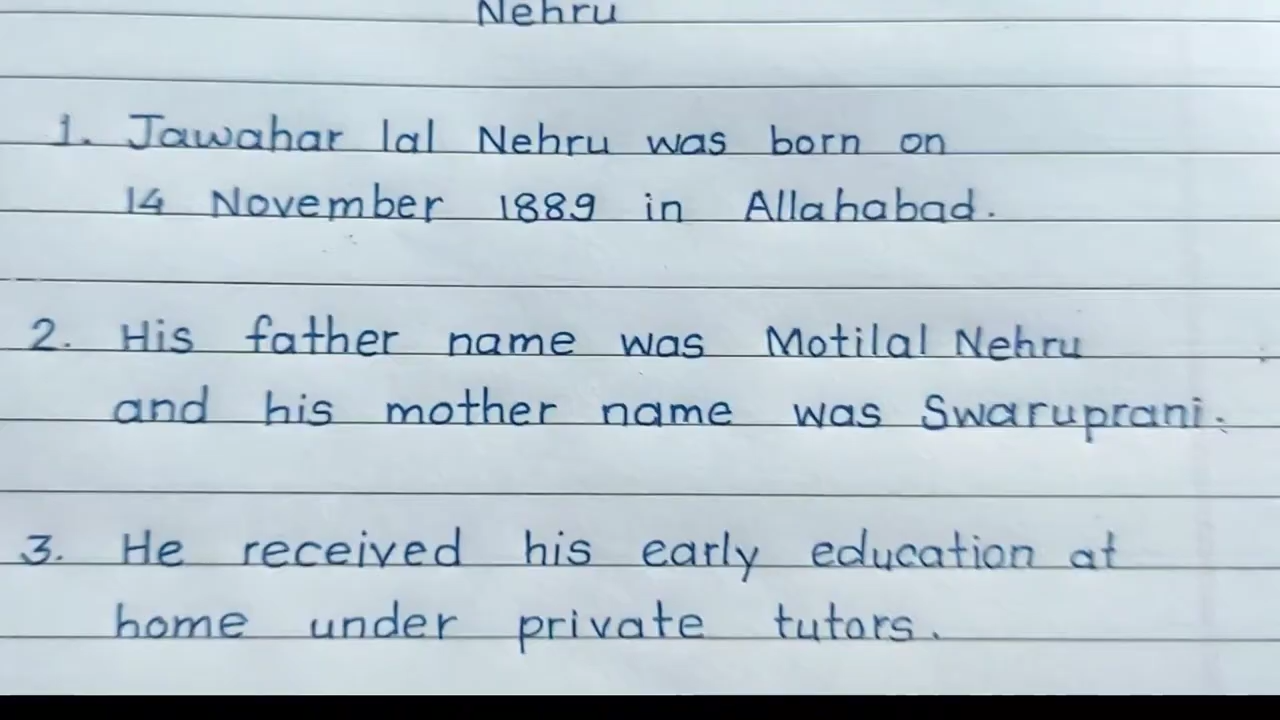 Nehru
1. Jawahar lal Nehru was born on
14 November 1889 in Allahabad.
2. His father name was Motilal Nehru
and his mother name was Swaruprani.
3. He received his early education at
home under private tutors.